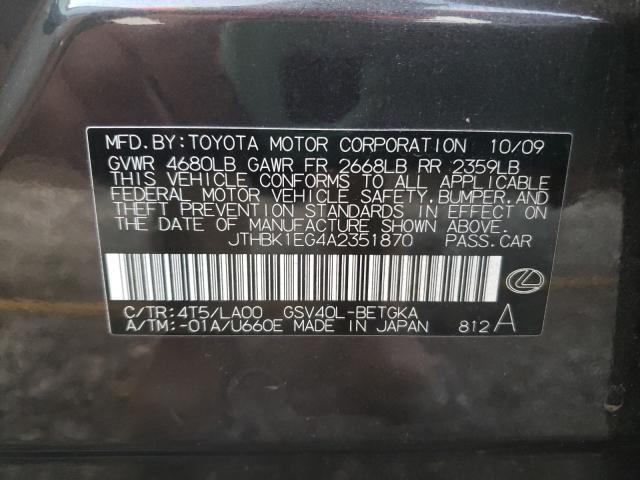 MFD.BY:TOYOTA MOTOR CORPORATION 10/09
GVWR 4680LB GAWR FR 2668LB RR 2359LB
THIS VEHICLE CONFORMS TO ALL APPLICABLE
FEDERAL MOTOR VEHICLE SAFETY,BUMPER,AND
THEFT PREVENTION STANDARDS IN EFFECT ON
THE DATE OF MANUFACTURE SHOWN ABOVE.
JTHBK1EG4A2351870 PASS.CAR
C/TR:4T5/LA00 GSV40L-BETGKA
A/TM:-01A/U660E MADE IN JAPAN 812A